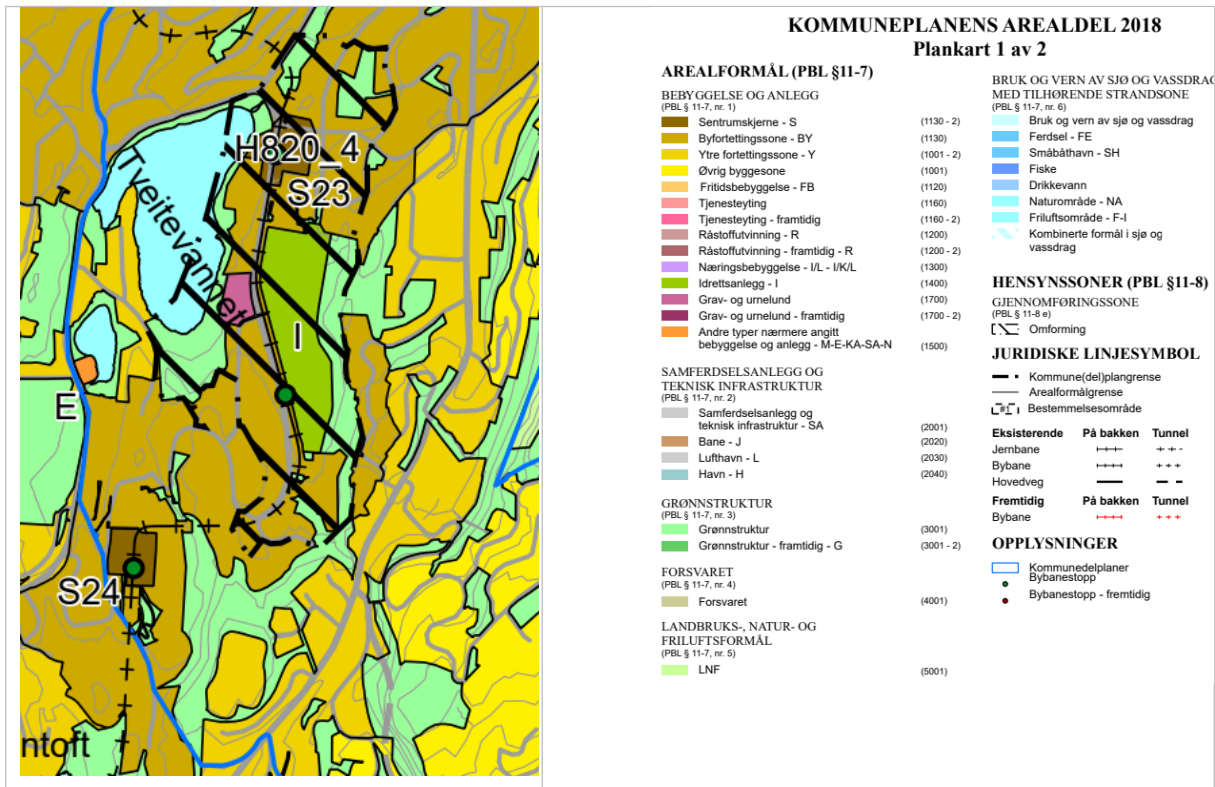 H820_4
S23
Tveitevannet
I
E
S24
ntoft
KOMMUNEPLANENS AREALDEL 2018
Plankart 1 av 2
AREALFORMÅL (PBL §11-7)
BEBYGGELSE OG ANLEGG
(PBL § 11-7, nr. 1)
Sentrumskjerne - S (1130 - 2)
Byfortettingssone - BY (1130)
Ytre fortettingssone - Y (1001 - 2)
Øvrig byggesone (1001)
Fritidsbebyggelse - FB (1120)
Tjenesteyting (1160)
Tjenesteyting - framtidig (1160 - 2)
Råstoffutvinning - R (1200)
Råstoffutvinning - framtidig - R (1200 - 2)
Næringsbebyggelse - I/L - I/K/L (1300)
Idrettsanlegg - I (1400)
Grav- og urnelund (1700)
Grav- og urnelund - framtidig (1700 - 2)
Andre typer nærmere angitt
bebyggelse og anlegg - M-E-KA-SA-N (1500)
SAMFERDSELSANLEGG OG
TEKNISK INFRASTRUKTUR
(PBL § 11-7, nr. 2)
Samferdselsanlegg og
teknisk infrastruktur - SA (2001)
Bane - J (2020)
Lufthavn - L (2030)
Havn - H (2040)
GRØNNSTRUKTUR
(PBL § 11-7, nr. 3)
Grønnstruktur (3001)
Grønnstruktur - framtidig - G (3001 - 2)
FORSVARET
(PBL § 11-7, nr. 4)
Forsvaret (4001)
LANDBRUKS-, NATUR- OG
FRILUFTSFORMÅL
(PBL § 11-7, nr. 5)
LNF (5001)
BRUK OG VERN AV SJØ OG VASSDRAG
MED TILHØRENDE STRANDSONE
(PBL § 11-7, nr. 6)
Bruk og vern av sjø og vassdrag
Ferdsel - FE
Småbåthavn - SH
Fiske
Drikkevann
Naturområde - NA
Friluftsområde - F-I
Kombinerte formål i sjø og
vassdrag
HENSYNSSONER (PBL §11-8)
GJENNOMFØRINGSSONE
(PBL § 11-8 e)
Omforming
JURIDISKE LINJESYMBOL
Kommune(del)plangrense
Arealformålgrense
#1 Bestemmelsesområde
Eksisterende På bakken Tunnel
Jernbane
Bybane
Hovedveg
Fremtidig På bakken Tunnel
Bybane
OPPLYSNINGER
Kommunedelplaner
Bybanestopp
Bybanestopp - fremtidig